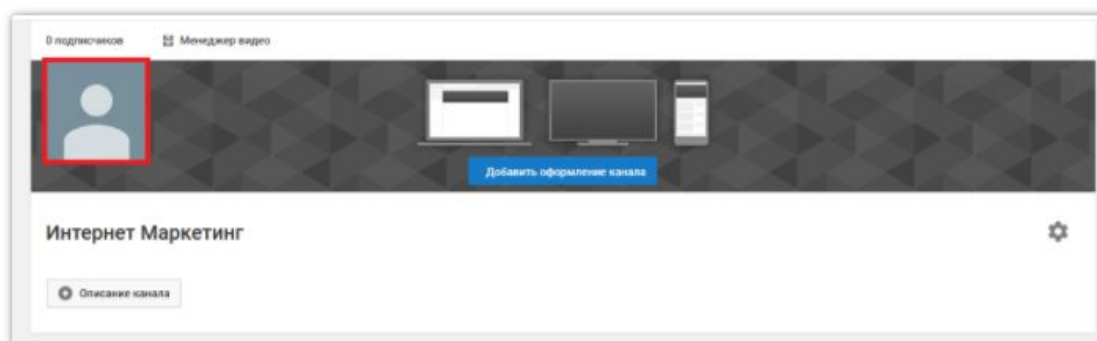 0 подписчиков
Менеджер видео
Добавить оформление канала
Интернет Маркетинг
Описание канала